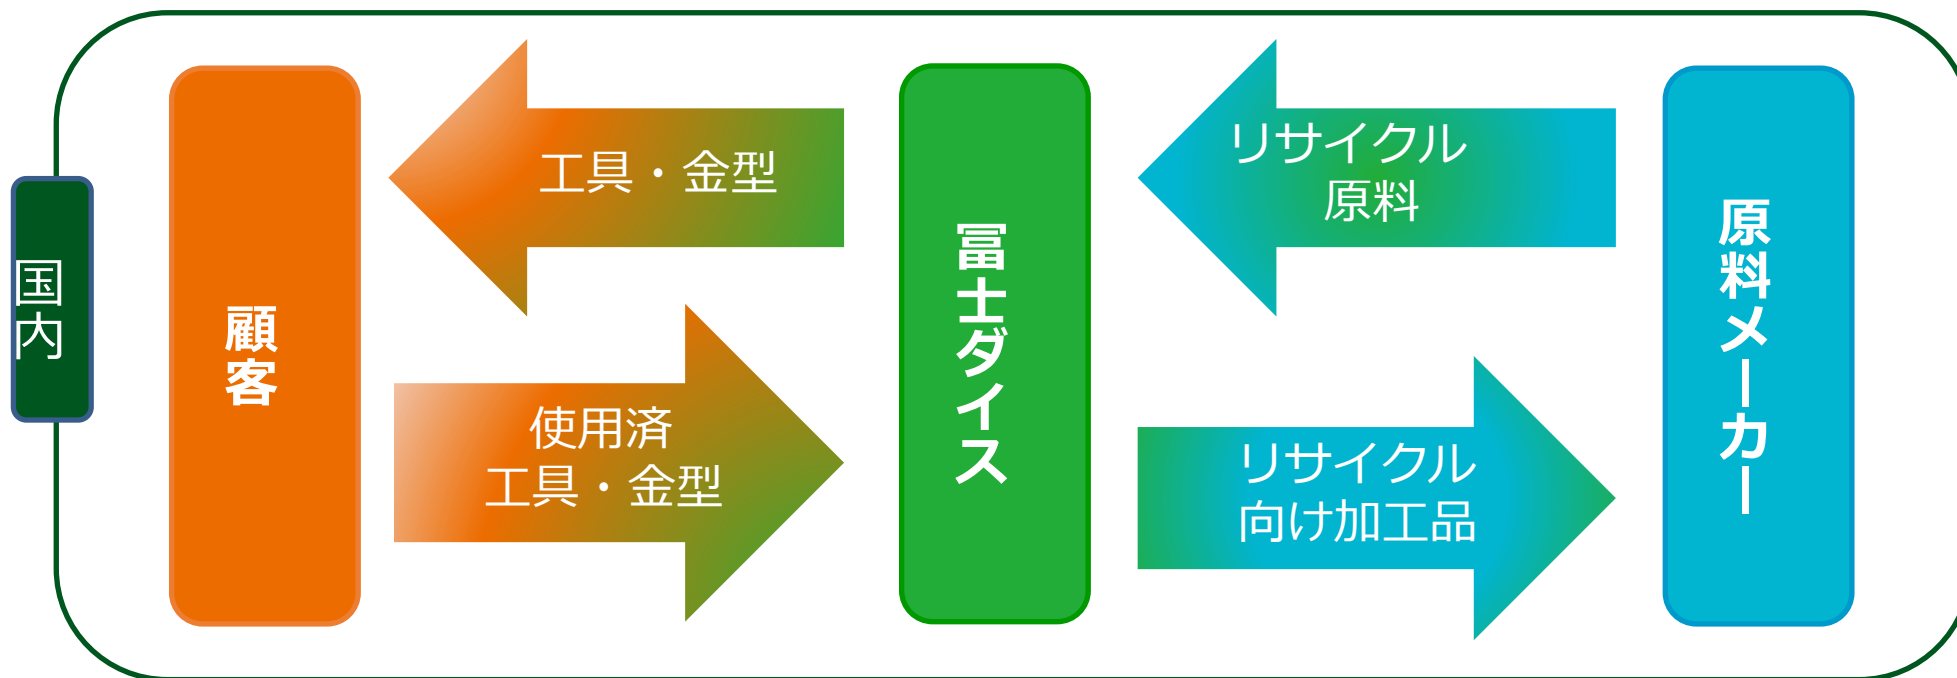 国内
顧客
工具・金型
使用済
工具・金型
冨士ダイス
リサイクル
原料
リサイクル
向け加工品
原料メーカー